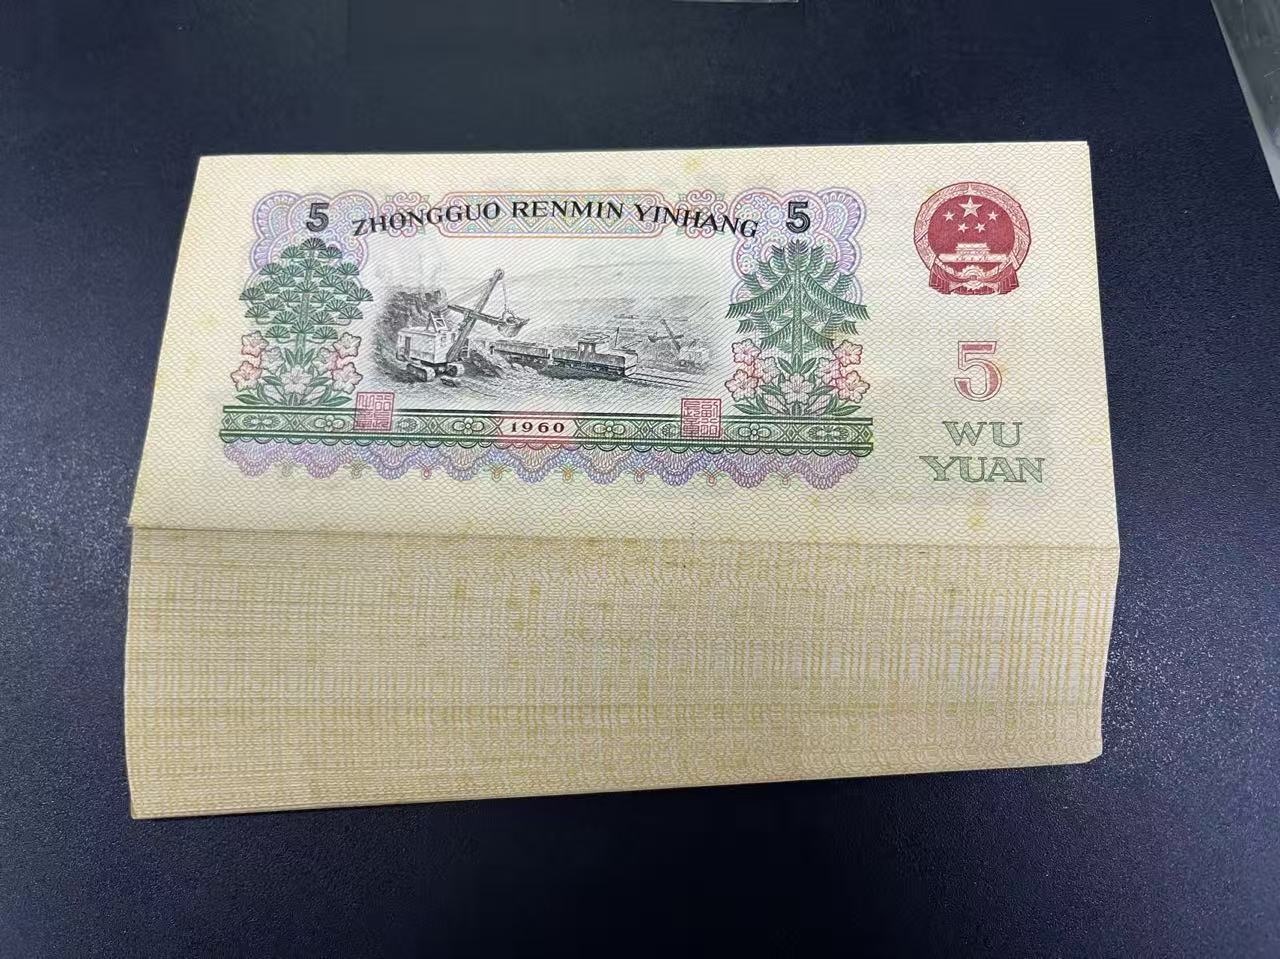 5 ZHONGGUO RENMIN YINHANG 5
5
WU
YUAN
1960